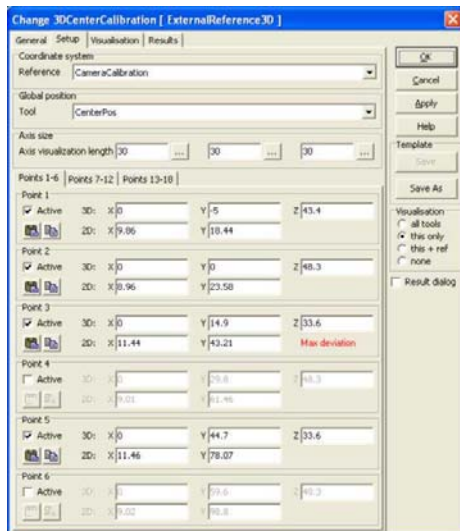 Change 3DCenterCalibration [ ExternalReference3D ]
General Setup Visualisation Results
Coordinate system
Reference CameraCalibration
Global position
Tool CenterPos
Axis size
Axis visualization length 30 ... 30 ... 30 ...
Points 1-6 Points 7-12 Points 13-18
Point 1
Active 3D: X 0 Y -5 Z 43.4
2D: X 9.86 Y 18.44
Point 2
Active 3D: X 0 Y 0 Z 48.3
2D: X 8.96 Y 23.58
Point 3
Active 3D: X 0 Y 14.9 Z 33.6
2D: X 11.44 Y 43.21 Max deviation
Point 4
Active 3D: X 0 Y 29.8 Z 48.3
2D: X 9.01 Y 61.46
Point 5
Active 3D: X 0 Y 44.7 Z 33.6
2D: X 11.46 Y 78.07
Point 6
Active 3D: X 0 Y 59.6 Z 48.3
2D: X 9.02 Y 98.8
OK
Cancel
Apply
Help
Template
Save
Save As
Visualisation
all tools
this only
this + ref
none
Result dialog